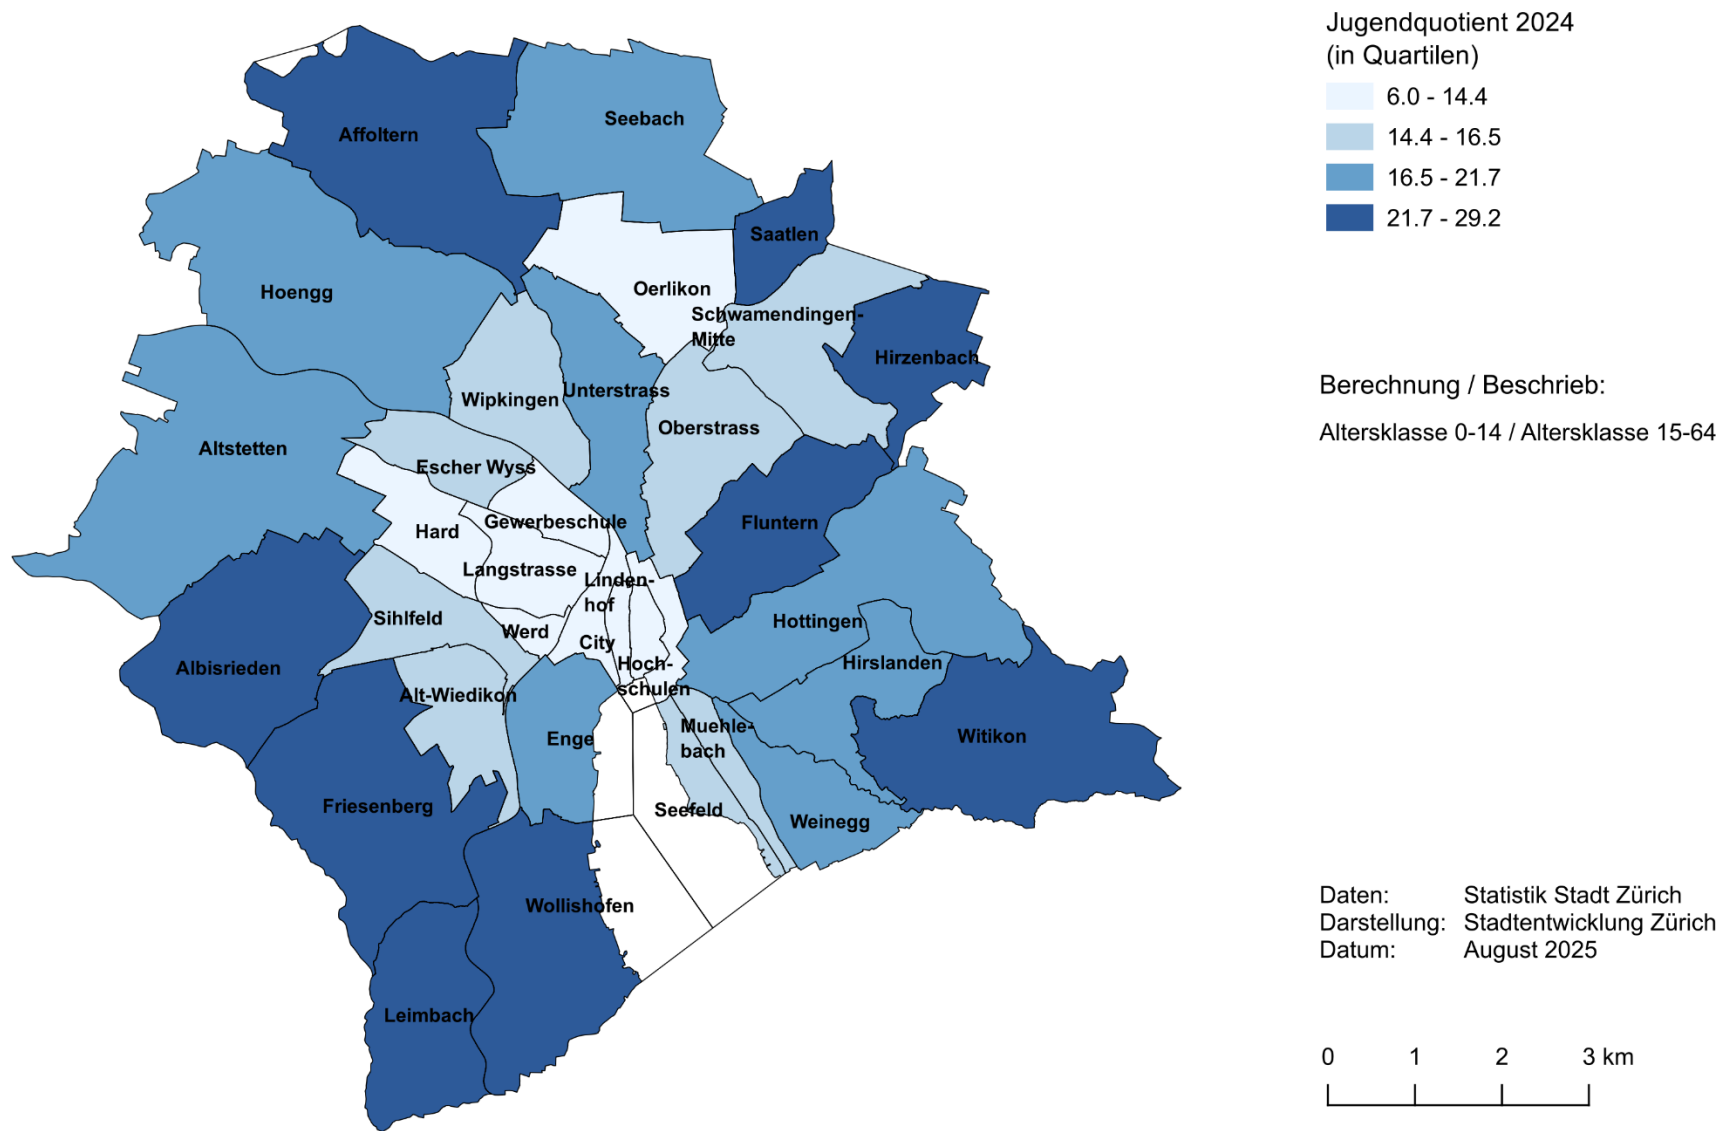 Jugendquotient 2024
(in Quartilen)
6.0 - 14.4
14.4 - 16.5
16.5 - 21.7
21.7 - 29.2
Affoltern
Seebach
Saatlen
Hoengg
Oerlikon
Schwamendingen-
Mitte
Hirzenbach
Wipkingen
Unterstrass
Oberstrass
Altstetten
Escher Wyss
Gewerbeschule
Hard
Fluntern
Langstrasse
Linden-
hof
Sihlfeld
Werd
City
Hottingen
Hirslanden
Albisrieden
Hoch-
schulen
Alt-Wiedikon
Enge
Muehle-
bach
Witikon
Friesenberg
Seefeld
Weinegg
Wollishofen
Leimbach
Berechnung / Beschrieb:
Altersklasse 0-14 / Altersklasse 15-64
Daten: Statistik Stadt Zürich
Darstellung: Stadtentwicklung Zürich
Datum: August 2025
0 1 2 3 km